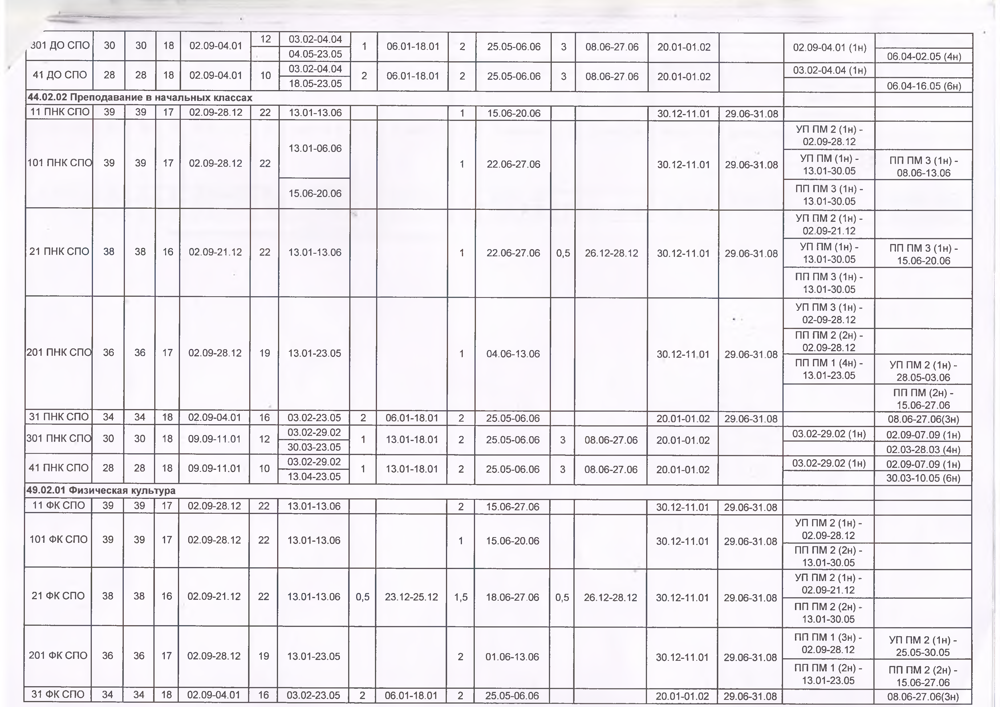 301 ДО СПО 30 30 18 02.09-04.01 12 03.02-04.04 1 06.01-18.01 2 25.05-06.06 3 08.06-27.06 20.01-01.02 02.09-04.01 (1н)
04.05-23.05 06.04-02.05 (4н)
41 ДО СПО 28 28 18 02.09-04.01 10 03.02-04.04 2 06.01-18.01 2 25.05-06.06 3 08.06-27.06 20.01-01.02 03.02-04.04 (1н)
18.05-23.05 06.04-16.05 (6н)
44.02.02 Преподавание в начальных классах
11 ПНК СПО 39 39 17 02.09-28.12 22 13.01-13.06 1 15.06-20.06 30.12-11.01 29.06-31.08
УП ПМ 2 (1н) -
02.09-28.12
13.01-06.06
101 ПНК СПО 39 39 17 02.09-28.12 22 1 22.06-27.06 30.12-11.01 29.06-31.08 УП ПМ (1н) - ПП ПМ 3 (1н) -
13.01-30.05 08.06-13.06
15.06-20.06 ПП ПМ 3 (1н) -
13.01-30.05
УП ПМ 2 (1н) -
02.09-21.12
21 ПНК СПО 38 38 16 02.09-21.12 22 13.01-13.06 1 22.06-27.06 0,5 26.12-28.12 30.12-11.01 29.06-31.08 УП ПМ (1н) - ПП ПМ 3 (1н) -
13.01-30.05 15.06-20.06
ПП ПМ 3 (1н) -
13.01-30.05
УП ПМ 3 (1н) -
02-09-28.12
ПП ПМ 2 (2н) -
02.09-28.12
201 ПНК СПО 36 36 17 02.09-28.12 19 13.01-23.05 1 04.06-13.06 30.12-11.01 29.06-31.08
ПП ПМ 1 (4н) - УП ПМ 2 (1н) -
13.01-23.05 28.05-03.06
ПП ПМ (2н) -
15.06-27.06
31 ПНК СПО 34 34 18 02.09-04.01 16 03.02-23.05 2 06.01-18.01 2 25.05-06.06 20.01-01.02 29.06-31.08 08.06-27.06(3н)
301 ПНК СПО 30 30 18 09.09-11.01 12 03.02-29.02 1 13.01-18.01 2 25.05-06.06 3 08.06-27.06 20.01-01.02 03.02-29.02 (1н) 02.09-07.09 (1н)
30.03-23.05 02.03-28.03 (4н)
41 ПНК СПО 28 28 18 09.09-11.01 10 03.02-29.02 1 13.01-18.01 2 25.05-06.06 3 08.06-27.06 20.01-01.02 03.02-29.02 (1н) 02.09-07.09 (1н)
13.04-23.05 30.03-10.05 (6н)
49.02.01 Физическая культура
11 ФК СПО 39 39 17 02.09-28.12 22 13.01-13.06 2 15.06-27.06 30.12-11.01 29.06-31.08
УП ПМ 2 (1н) -
02.09-28.12
101 ФК СПО 39 39 17 02.09-28.12 22 13.01-13.06 1 15.06-20.06 30.12-11.01 29.06-31.08
ПП ПМ 2 (2н) -
13.01-30.05
УП ПМ 2 (1н) -
02.09-21.12
21 ФК СПО 38 38 16 02.09-21.12 22 13.01-13.06 0,5 23.12-25.12 1,5 18.06-27.06 0,5 26.12-28.12 30.12-11.01 29.06-31.08
ПП ПМ 2 (2н) -
13.01-30.05
ПП ПМ 1 (3н) - УП ПМ 2 (1н) -
02.09-28.12 25.05-30.05
201 ФК СПО 36 36 17 02.09-28.12 19 13.01-23.05 2 01.06-13.06 30.12-11.01 29.06-31.08
ПП ПМ 1 (2н) - ПП ПМ 2 (2н) -
13.01-23.05 15.06-27.06
31 ФК СПО 34 34 18 02.09-04.01 16 03.02-23.05 2 06.01-18.01 2 25.05-06.06 20.01-01.02 29.06-31.08 08.06-27.06(3н)